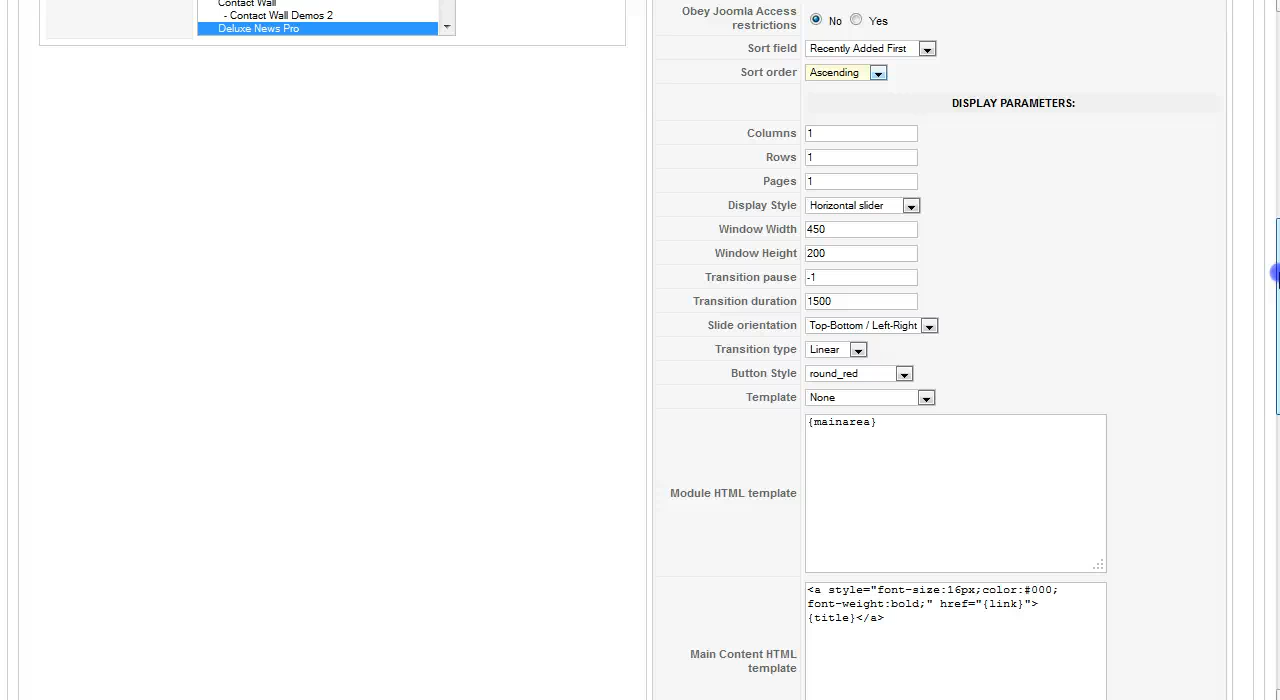 Contact Wall
- Contact Wall Demos 2
Deluxe News Pro
Obey Joomla Access
restrictions
No
Yes
Sort field
Recently Added First
Sort order
Ascending
DISPLAY PARAMETERS:
Columns
1
Rows
1
Pages
1
Display Style
Horizontal slider
Window Width
450
Window Height
200
Transition pause
-1
Transition duration
1500
Slide orientation
Top-Bottom / Left-Right
Transition type
Linear
Button Style
round_red
Template
None
Module HTML template
{mainarea}
Main Content HTML
template
<a style="font-size:16px;color:#000;
font-weight:bold;" href="{link}">
{title}</a>